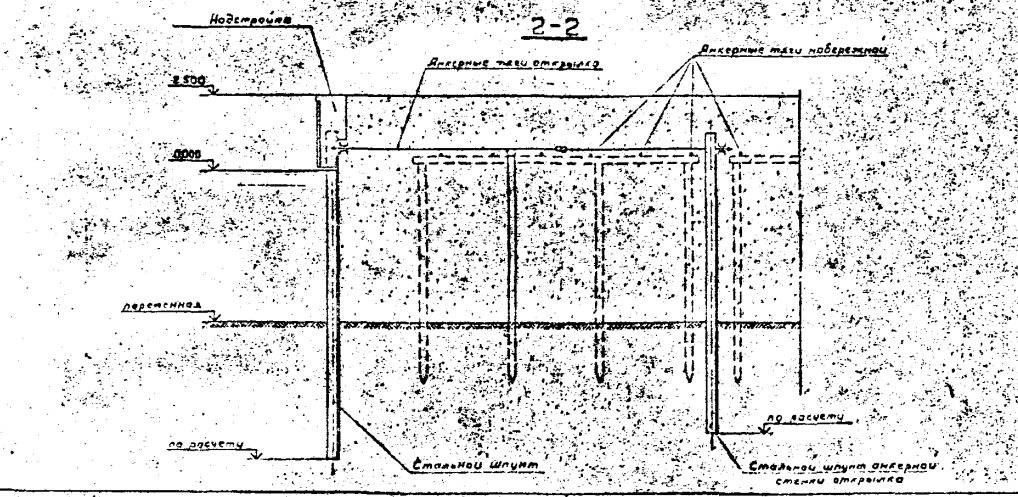 Надстройка
2-2
Анкерные тяги открылка
Анкерные тяги набережной
2.500
0.000
переменная
по расчету
по расчету
Стальной шпунт
Стальной шпунт анкерной
стенки открылка